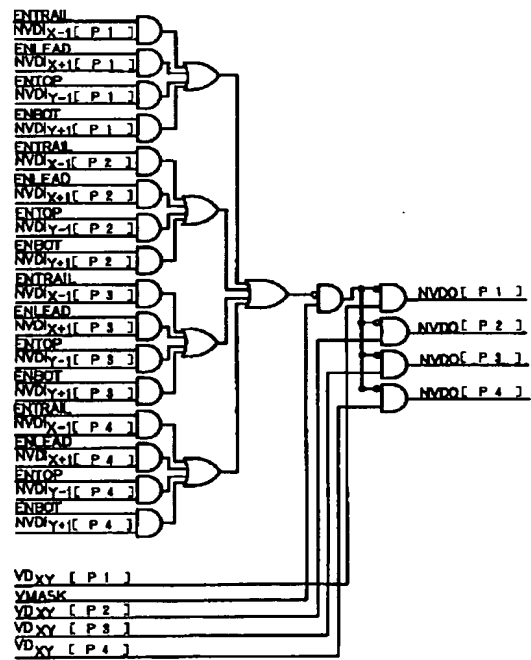 ENTRAIL
NVDIX-1[ P 1 ]
ENLEAD
NVDIX+1[ P 1 ]
ENTOP
NVDIY-1[ P 1 ]
ENBOT
NVDIY+1[ P 1 ]
ENTRAIL
NVDIX-1[ P 2 ]
ENLEAD
NVDIX+1[ P 2 ]
ENTOP
NVDIY-1[ P 2 ]
ENBOT
NVDIY+1[ P 2 ]
ENTRAIL
NVDIX-1[ P 3 ]
ENLEAD
NVDIX+1[ P 3 ]
ENTOP
NVDIY-1[ P 3 ]
ENBOT
NVDIY+1[ P 3 ]
ENTRAIL
NVDIX-1[ P 4 ]
ENLEAD
NVDIX+1[ P 4 ]
ENTOP
NVDIY-1[ P 4 ]
ENBOT
NVDIY+1[ P 4 ]
NVDO[ P 1 ]
NVDO[ P 2 ]
NVDO[ P 3 ]
NVDO[ P 4 ]
VDXY [ P 1 ]
VMASK
VDXY [ P 2 ]
VDXY [ P 3 ]
VDXY [ P 4 ]